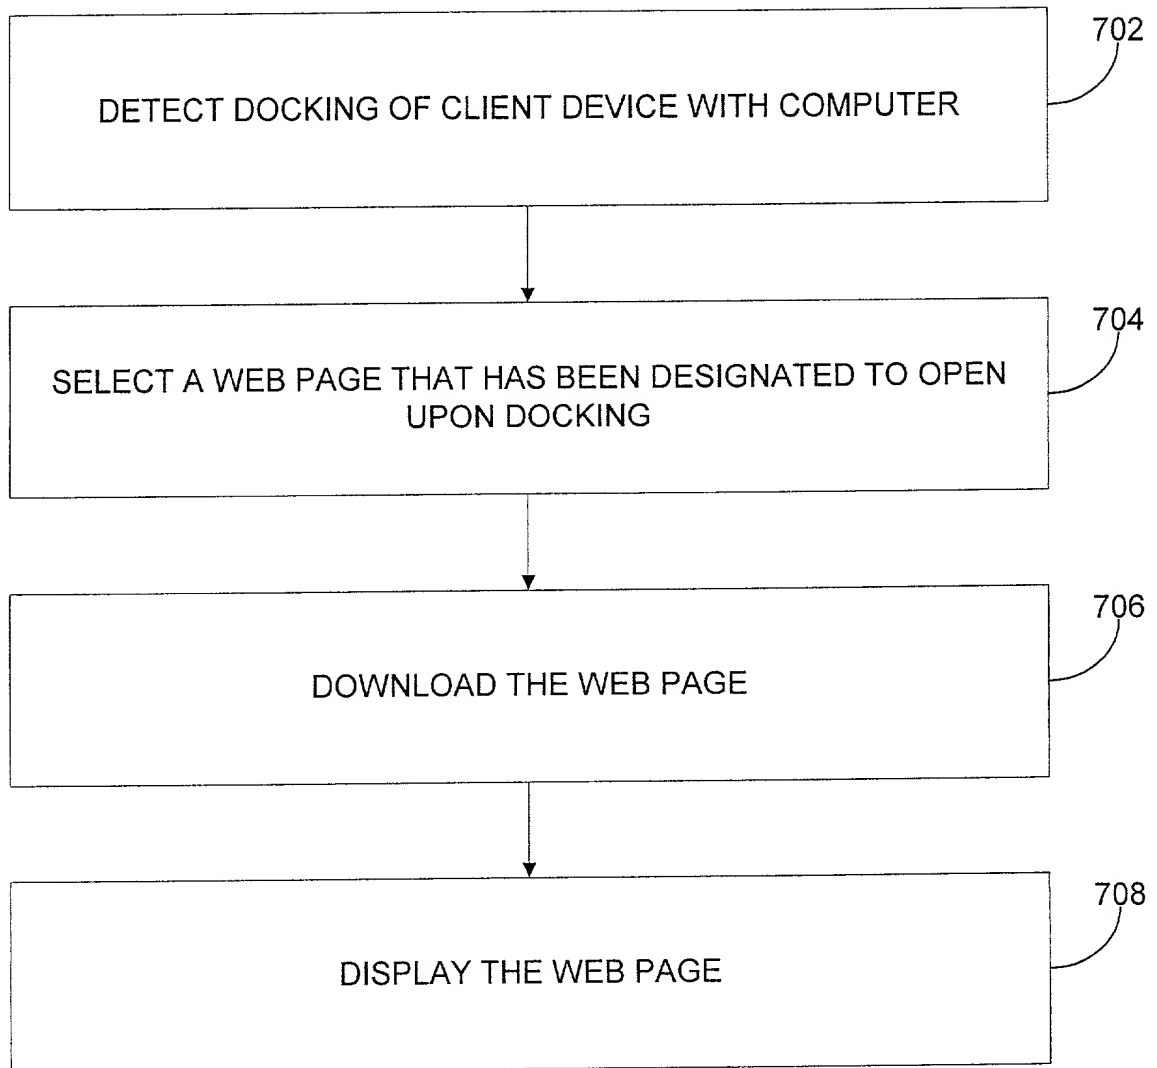 702
DETECT DOCKING OF CLIENT DEVICE WITH COMPUTER
704
SELECT A WEB PAGE THAT HAS BEEN DESIGNATED TO OPEN
UPON DOCKING
706
DOWNLOAD THE WEB PAGE
708
DISPLAY THE WEB PAGE